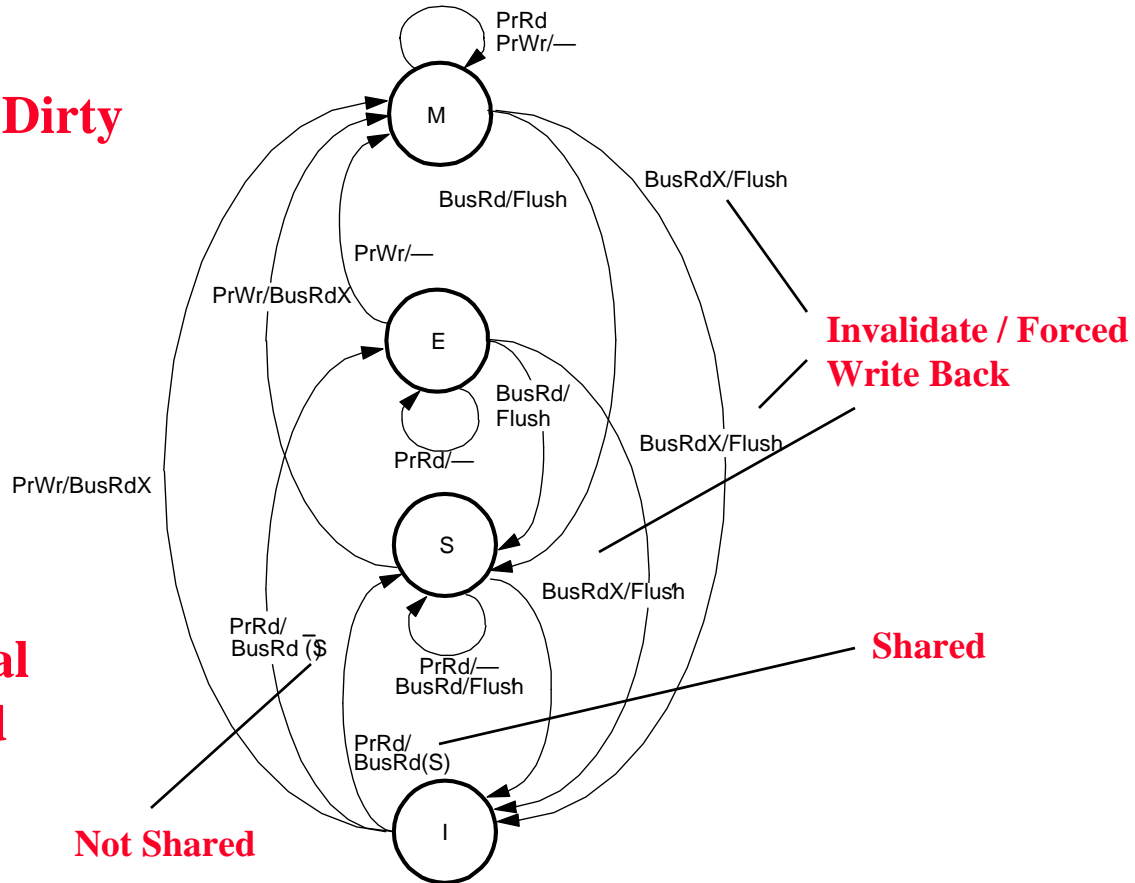 PrRd
PrWr/—
Dirty
M
BusRdX/Flush
BusRd/Flush
PrWr/—
PrWr/BusRdX
Invalidate / Forced
Write Back
E
BusRd/
Flush
BusRdX/Flush
PrRd/—
PrWr/BusRdX
S
BusRdX/Flush
PrRd/
BusRd (S̅)
Shared
PrRd/—
BusRd/Flush
PrRd/
BusRd(S)
I
Not Shared